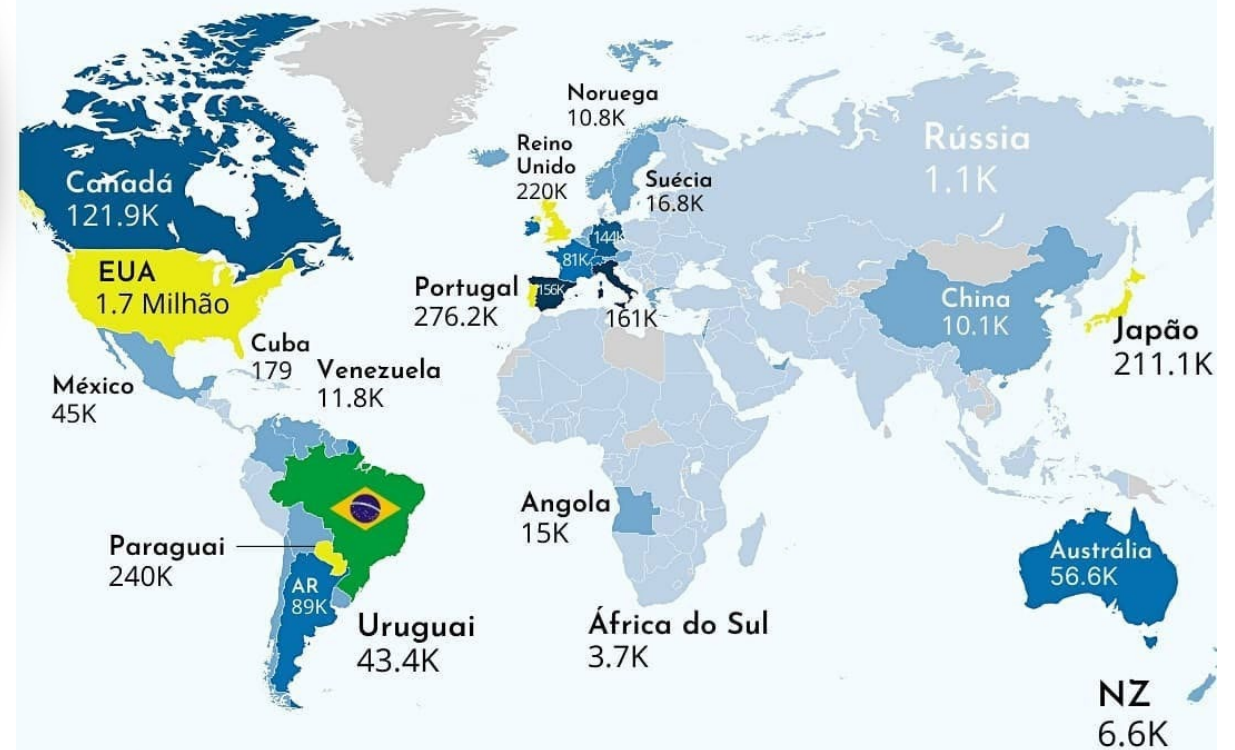 Noruega
10.8K
Reino
Unido
220K
Suécia
16.8K
Rússia
1.1K
Canadá
121.9K
EUA
1.7 Milhão
144K
81K
Portugal
276.2K
156K
161K
China
10.1K
Japão
211.1K
Cuba
179
Venezuela
11.8K
México
45K
Angola
15K
Paraguai
240K
AR
89K
Uruguai
43.4K
África do Sul
3.7K
Austrália
56.6K
NZ
6.6K